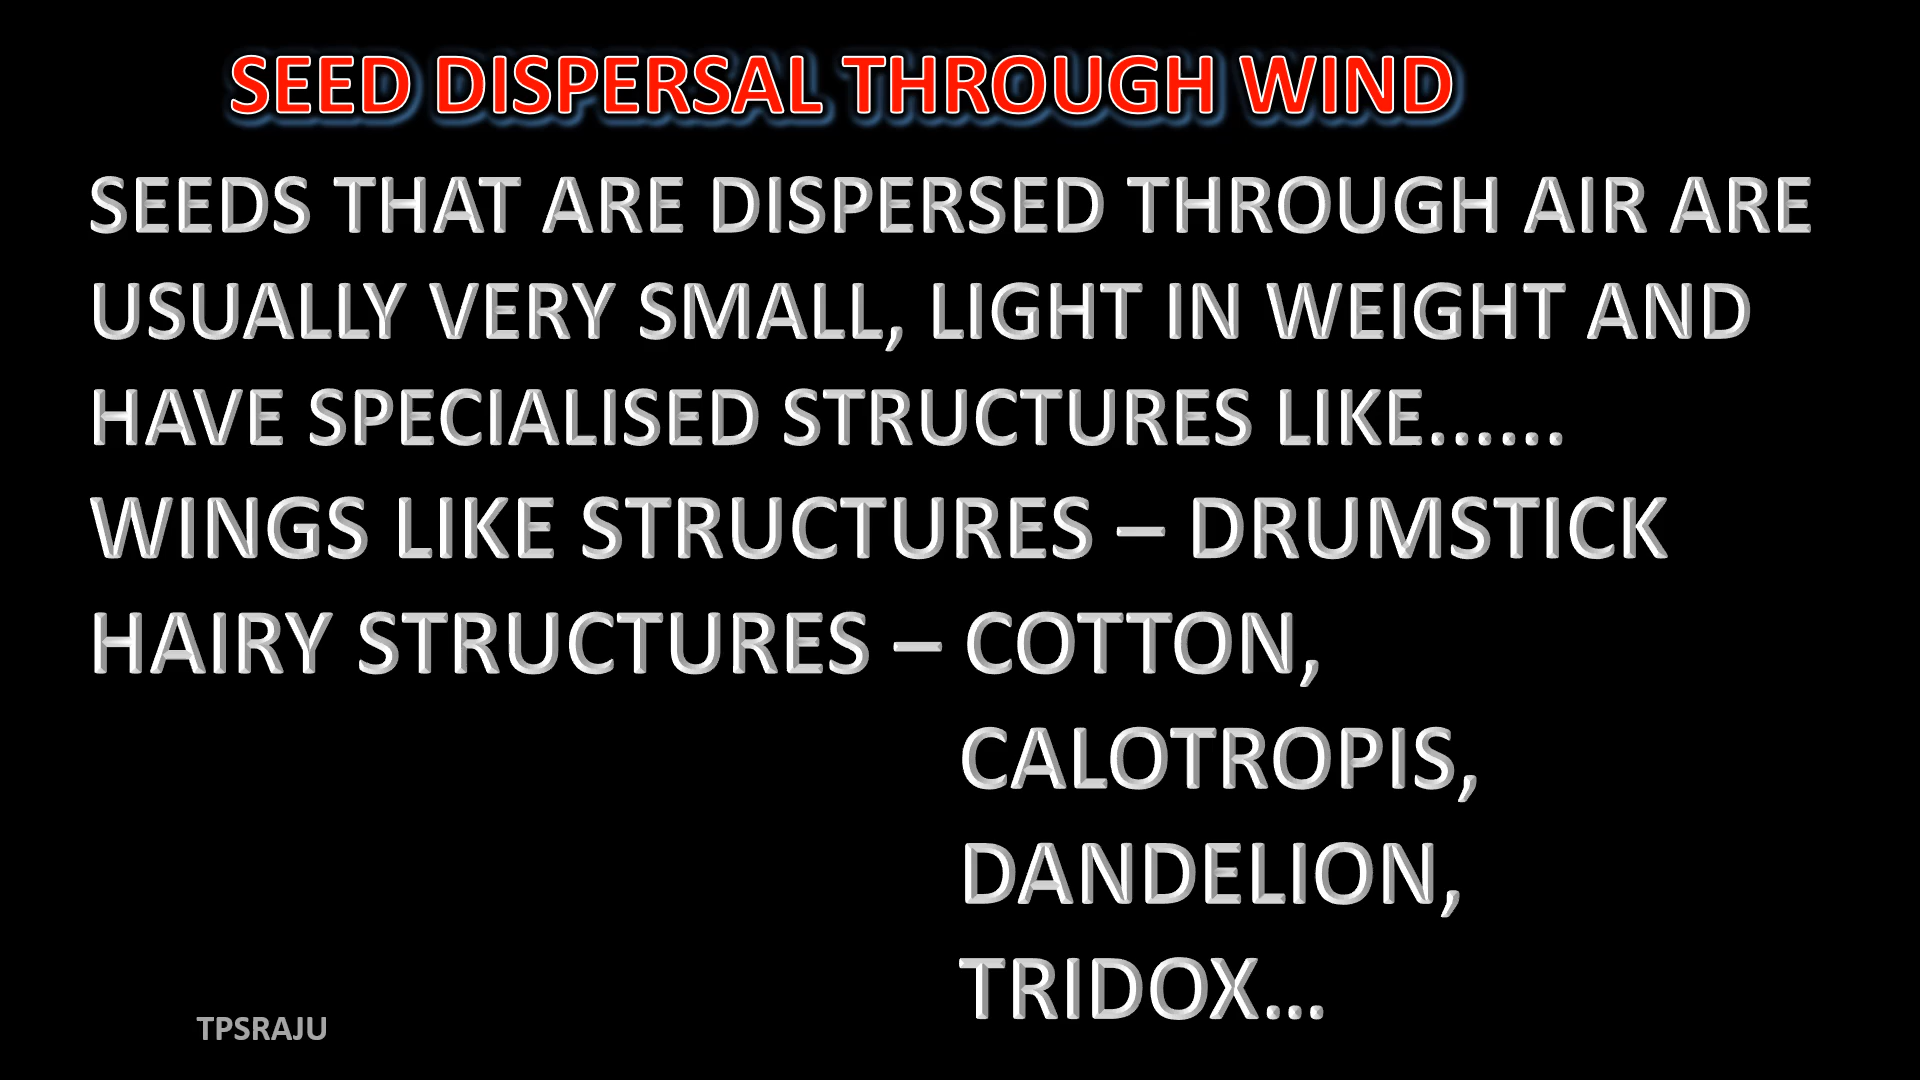 SEED DISPERSAL THROUGH WIND
SEEDS THAT ARE DISPERSED THROUGH AIR ARE
USUALLY VERY SMALL, LIGHT IN WEIGHT AND
HAVE SPECIALISED STRUCTURES LIKE......
WINGS LIKE STRUCTURES – DRUMSTICK
HAIRY STRUCTURES – COTTON,
CALOTROPIS,
DANDELION,
TRIDOX...
TPSRAJU